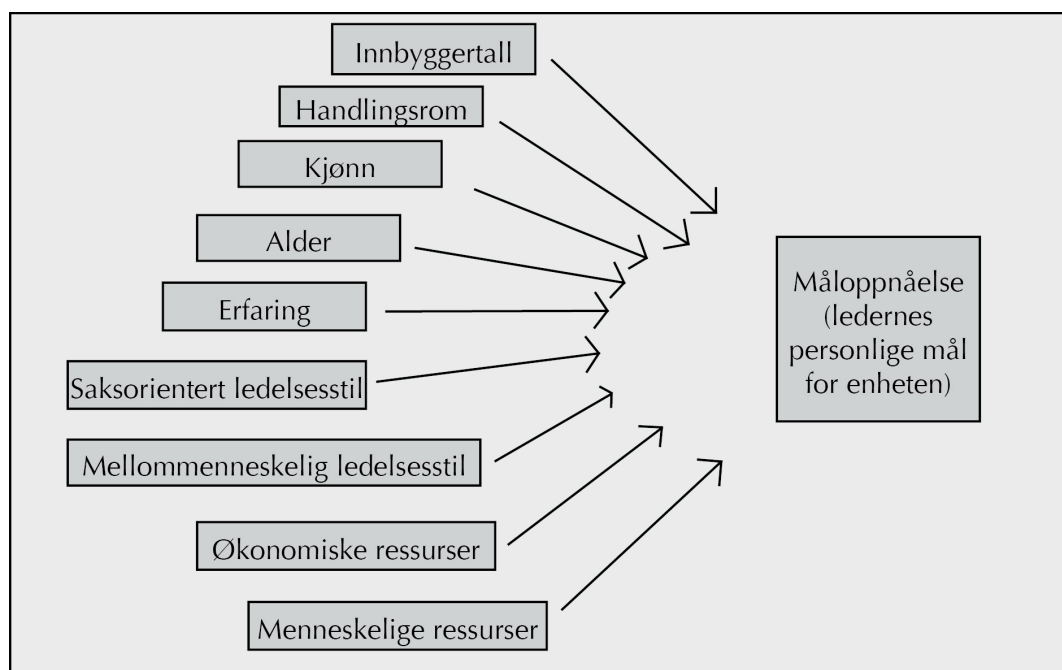 Innbyggertall
Handlingsrom
Kjønn
Alder
Erfaring
Saksorientert ledelsesstil
Mellommenneskelig ledelsesstil
Økonomiske ressurser
Menneskelige ressurser
Måloppnåelse
(ledernes
personlige mål
for enheten)